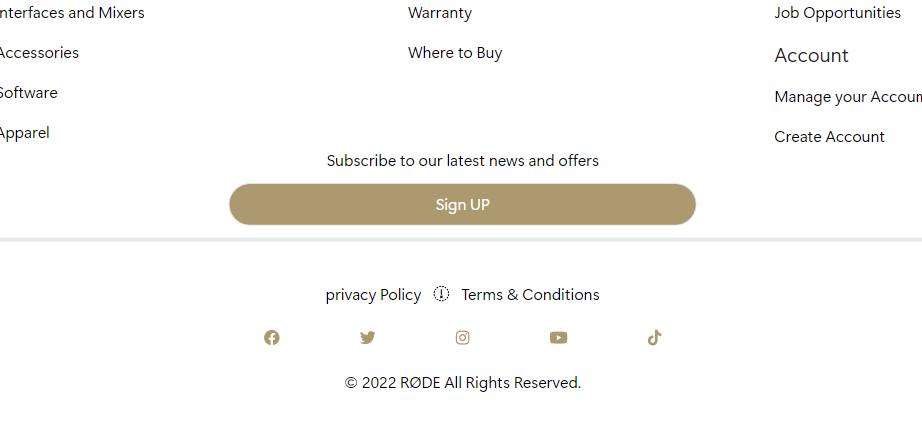 nterfaces and Mixers
Accessories
Software
Apparel
Warranty
Where to Buy
Job Opportunities
Account
Manage your Accoun
Create Account
Subscribe to our latest news and offers
Sign UP
privacy Policy Terms & Conditions
© 2022 RØDE All Rights Reserved.